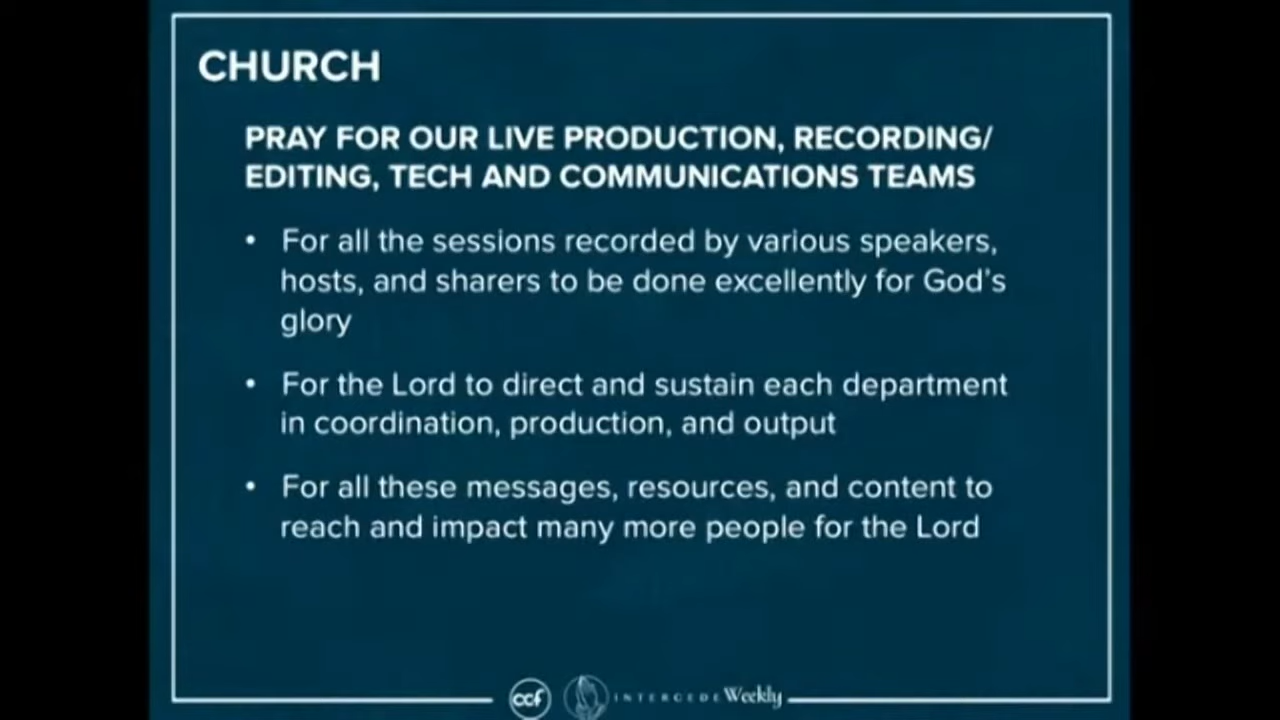 CHURCH
PRAY FOR OUR LIVE PRODUCTION, RECORDING/
EDITING, TECH AND COMMUNICATIONS TEAMS
• For all the sessions recorded by various speakers,
hosts, and sharers to be done excellently for God's
glory
• For the Lord to direct and sustain each department
in coordination, production, and output
• For all these messages, resources, and content to
reach and impact many more people for the Lord
ccf INTERCEDE Weekly